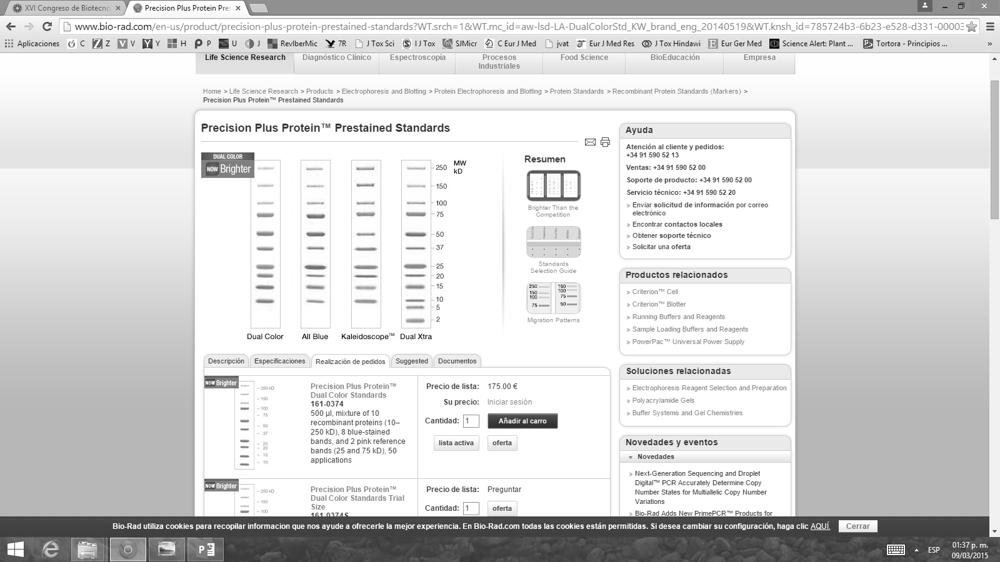 XVI Congreso de Biotecno
Precision Plus Protein Pre
www.bio-rad.com/en-us/product/precision-plus-protein-prestained-standards?WT.srch=1&WT.mc_id=aw-lsd-LA-DualColorStd_KW_brand_eng_20140519&WT.knsh_id=785724b3-6b23-e528-d331-00003
Aplicaciones C Z V Y H P U J RevIberMic 7R J Tox Sci I J Tox SJMicr C Eur J Med jvat Eur J Med Res J Tox Hindawi Eur Ger Med Science Alert: Plant ... Tortora - Principios ... »
Life Science Research
Diagnóstico Clínico
Espectroscopía
Procesos
Industriales
Food Science
BioEducación
Empresa
Home > Life Science Research > Products > Electrophoresis and Blotting > Protein Electrophoresis and Blotting > Protein Standards > Recombinant Protein Standards (Markers) >
Precision Plus Protein™ Prestained Standards
Precision Plus Protein™ Prestained Standards
DUAL COLOR
NOW Brighter
MW
kD
250
150
100
75
50
37
25
20
15
10
5
2
Dual Color All Blue Kaleidoscope™ Dual Xtra
Resumen
Brighter Than the
Competition
Standards
Selection Guide
250
150
100
75
150
100
75
50
Migration Patterns
Descripción Especificaciones Realización de pedidos Suggested Documentos
NOW Brighter
250 kD
150
100
75
50
37
25
20
15
10
Precision Plus Protein™
Dual Color Standards
161-0374
500 µl, mixture of 10
recombinant proteins (10–
250 kD), 8 blue-stained
bands, and 2 pink reference
bands (25 and 75 kD), 50
applications
Precio de lista: 175.00 €
Su precio: Iniciar sesión
Cantidad: 1 Añadir al carro
lista activa oferta
NOW Brighter
250 kD
150
100
Precision Plus Protein™
Dual Color Standards Trial
Size
161-0374S
Precio de lista: Preguntar
Cantidad: 1 oferta
Ayuda
Atención al cliente y pedidos:
+34 91 590 52 13
Ventas: +34 91 590 52 00
Soporte de producto: +34 91 590 52 00
Servicio técnico: +34 91 590 52 20
» Enviar solicitud de información por correo
electrónico
» Encontrar contactos locales
» Obtener soporte técnico
» Solicitar una oferta
Productos relacionados
» Criterion™ Cell
» Criterion™ Blotter
» Running Buffers and Reagents
» Sample Loading Buffers and Reagents
» PowerPac™ Universal Power Supply
Soluciones relacionadas
» Electrophoresis Reagent Selection and Preparation
» Polyacrylamide Gels
» Buffer Systems and Gel Chemistries
Novedades y eventos
Novedades
» Next-Generation Sequencing and Droplet
Digital™ PCR Accurately Determine Copy
Number States for Multiallelic Copy Number
Variations
» Bio-Rad Adds New PrimePCR™ Products for
Bio-Rad utiliza cookies para recopilar informacion que nos ayude a ofrecerle la mejor experiencia. En Bio-Rad.com todas las cookies están permitidas. Si desea cambiar su configuración, haga clic AQUÍ. Cerrar
ESP
01:37 p. m.
09/03/2015